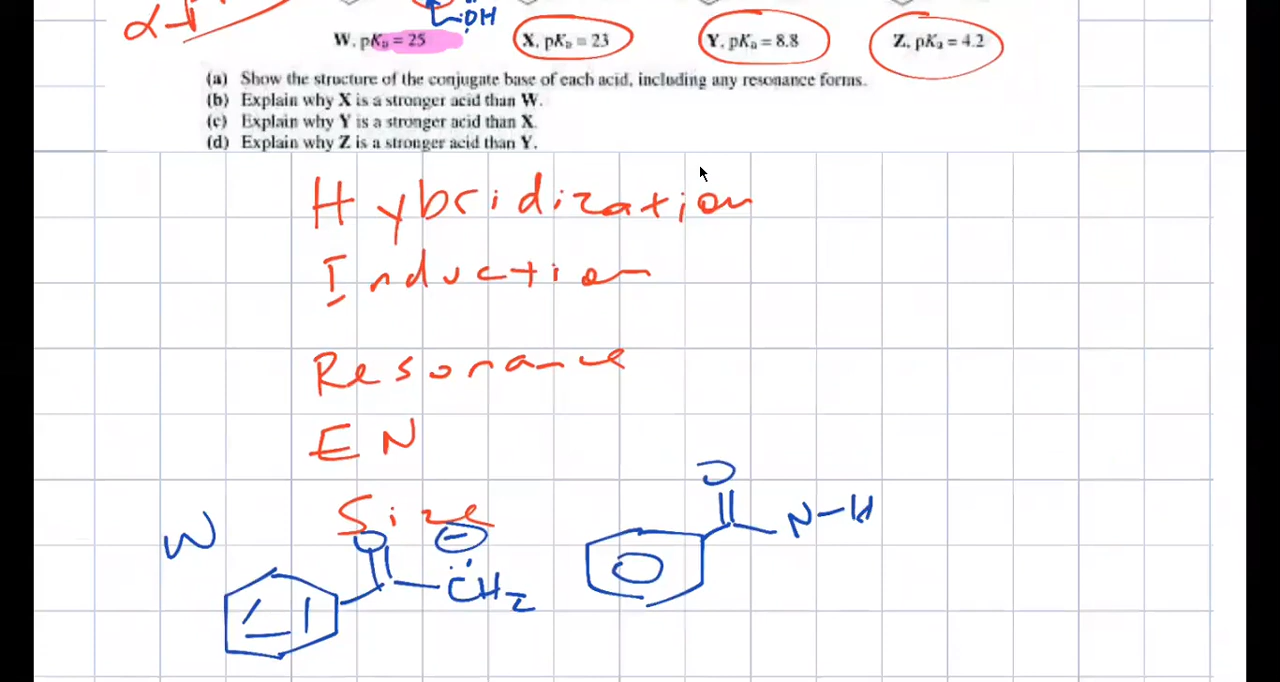 α-H
:OH
W, pKa = 25 X, pKa = 23 Y, pKa = 8.8 Z, pKa = 4.2
(a) Show the structure of the conjugate base of each acid, including any resonance forms.
(b) Explain why X is a stronger acid than W.
(c) Explain why Y is a stronger acid than X.
(d) Explain why Z is a stronger acid than Y.
Hybridization
Induction
Resonance
EN
Size
W
O ⊖ CH2
O N-H